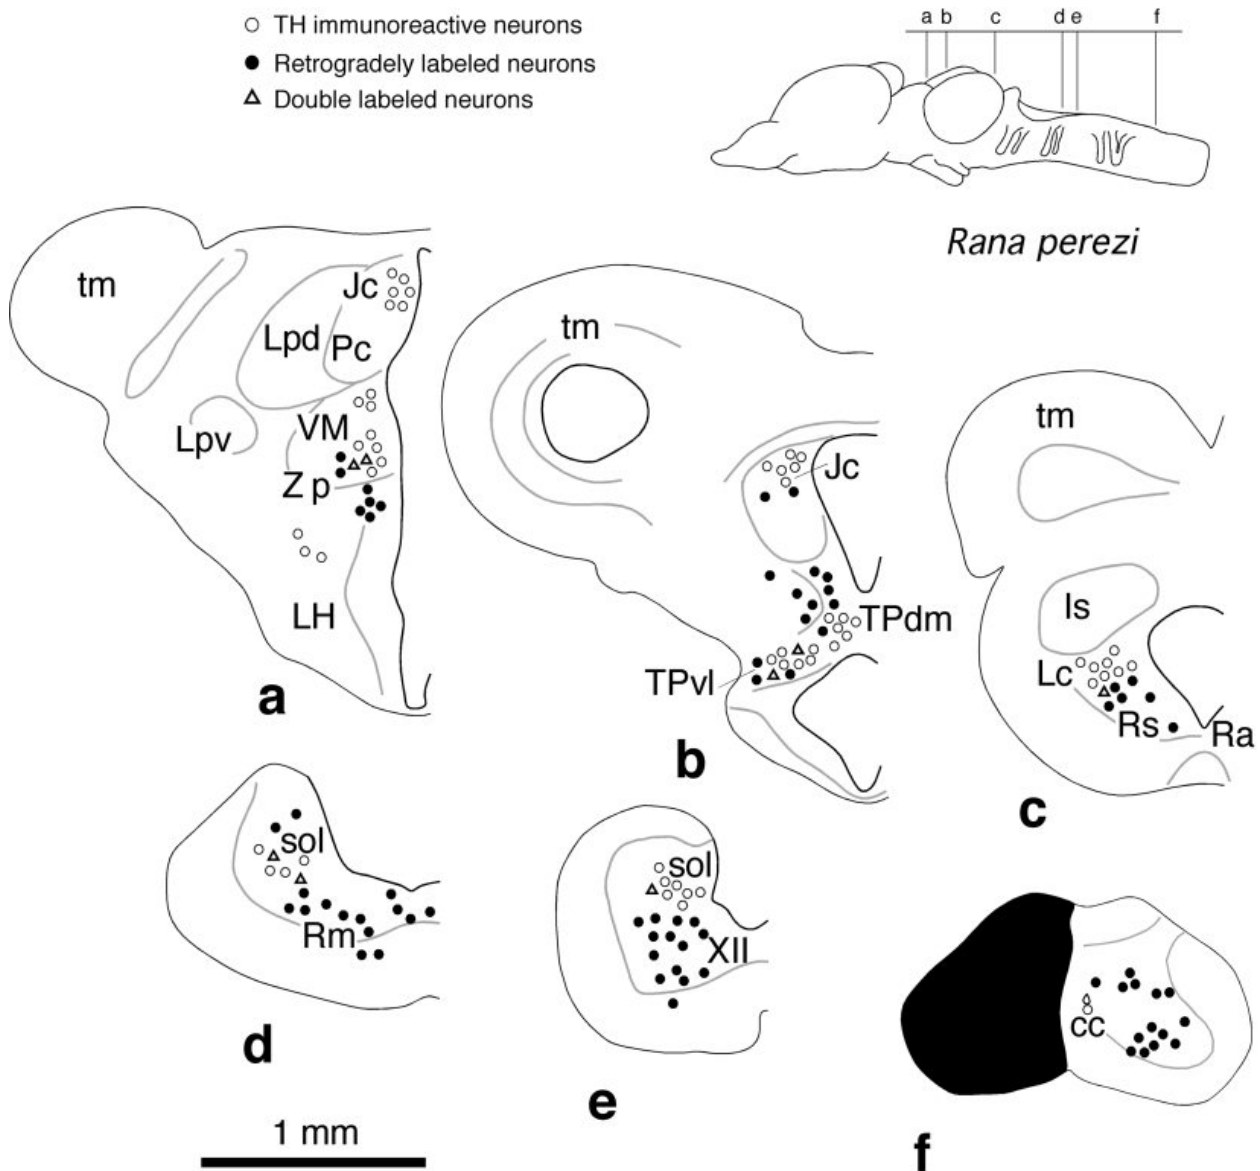 TH immunoreactive neurons
Retrogradely labeled neurons
Double labeled neurons
a b c d e f
Rana perezi
tm
Jc
Lpd Pc
Lpv
VM
Zp
LH
a
tm
Jc
TPdm
TPvl
b
tm
Is
Lc
Rs
Ra
c
sol
Rm
d
sol
XII
e
cc
f
1 mm